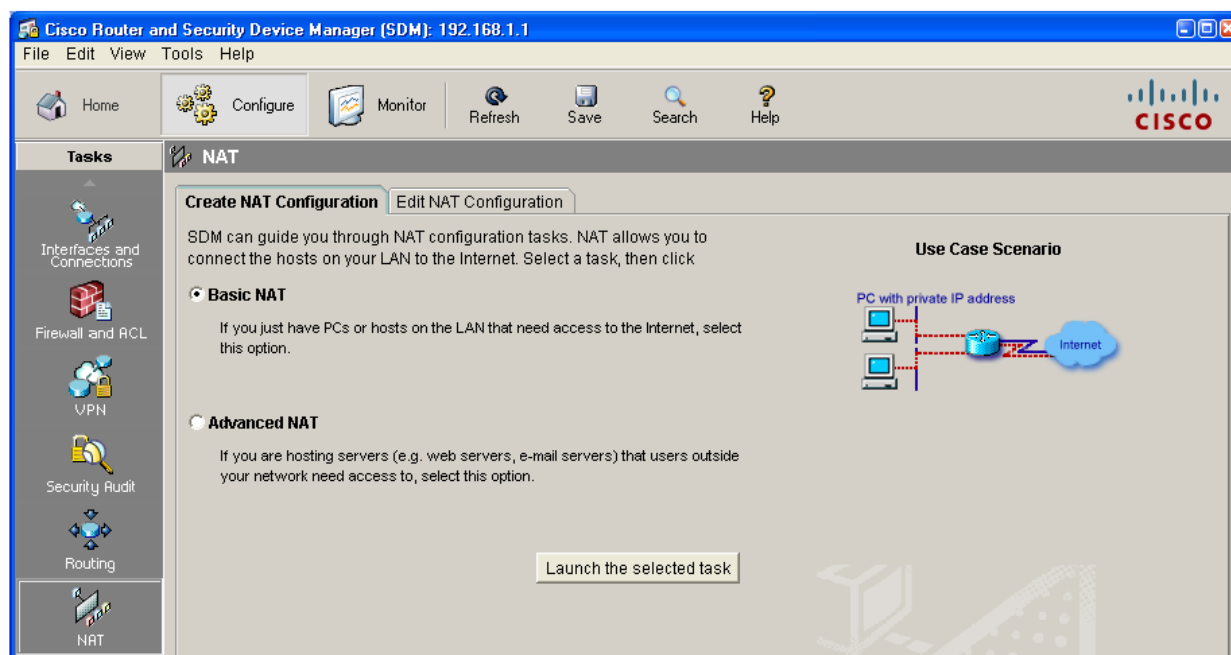 Cisco Router and Security Device Manager (SDM): 192.168.1.1
File Edit View Tools Help
Home Configure Monitor Refresh Save Search Help
CISCO
Tasks
NAT
Create NAT Configuration Edit NAT Configuration
SDM can guide you through NAT configuration tasks. NAT allows you to
connect the hosts on your LAN to the Internet. Select a task, then click
Basic NAT
If you just have PCs or hosts on the LAN that need access to the Internet, select
this option.
Advanced NAT
If you are hosting servers (e.g. web servers, e-mail servers) that users outside
your network need access to, select this option.
Launch the selected task
Use Case Scenario
PC with private IP address
Internet
Interfaces and
Connections
Firewall and ACL
VPN
Security Audit
Routing
NAT